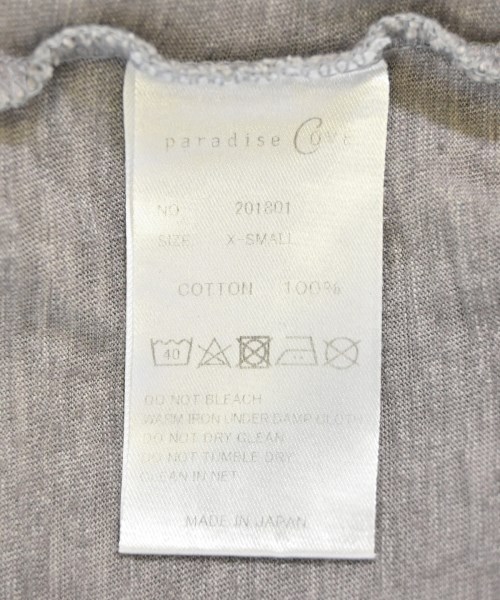 paradise Cove
NO 201801
SIZE X-SMALL
COTTON 100%
40
DO NOT BLEACH
WARM IRON UNDER DAMP CLOTH
DO NOT DRY CLEAN
DO NOT TUMBLE DRY
CLEAN IN NET
MADE IN JAPAN